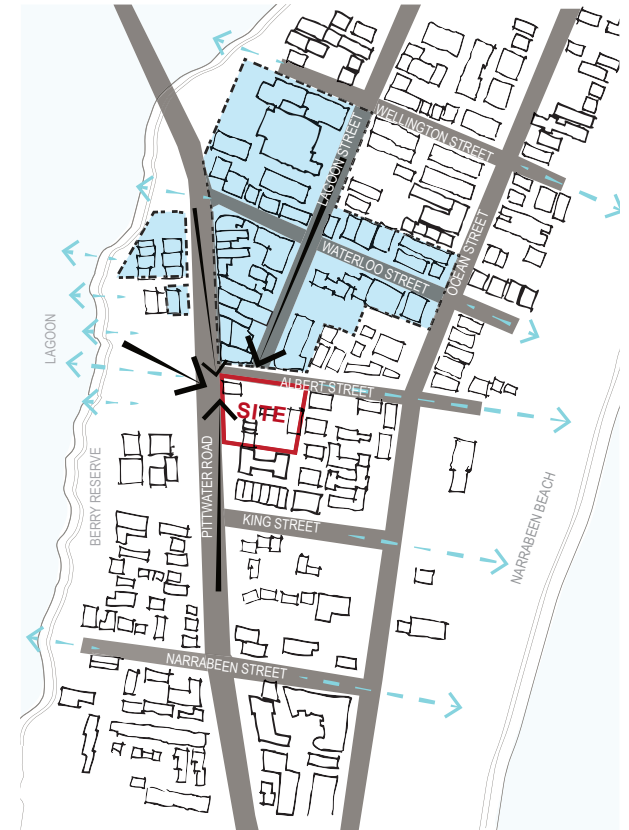 WELLINGTON STREET
LAGOON STREET
OCEAN STREET
WATERLOO STREET
LAGOON
ALBERT STREET
SITE
BERRY RESERVE
PITTWATER ROAD
NARRABEEN BEACH
KING STREET
NARRABEEN STREET